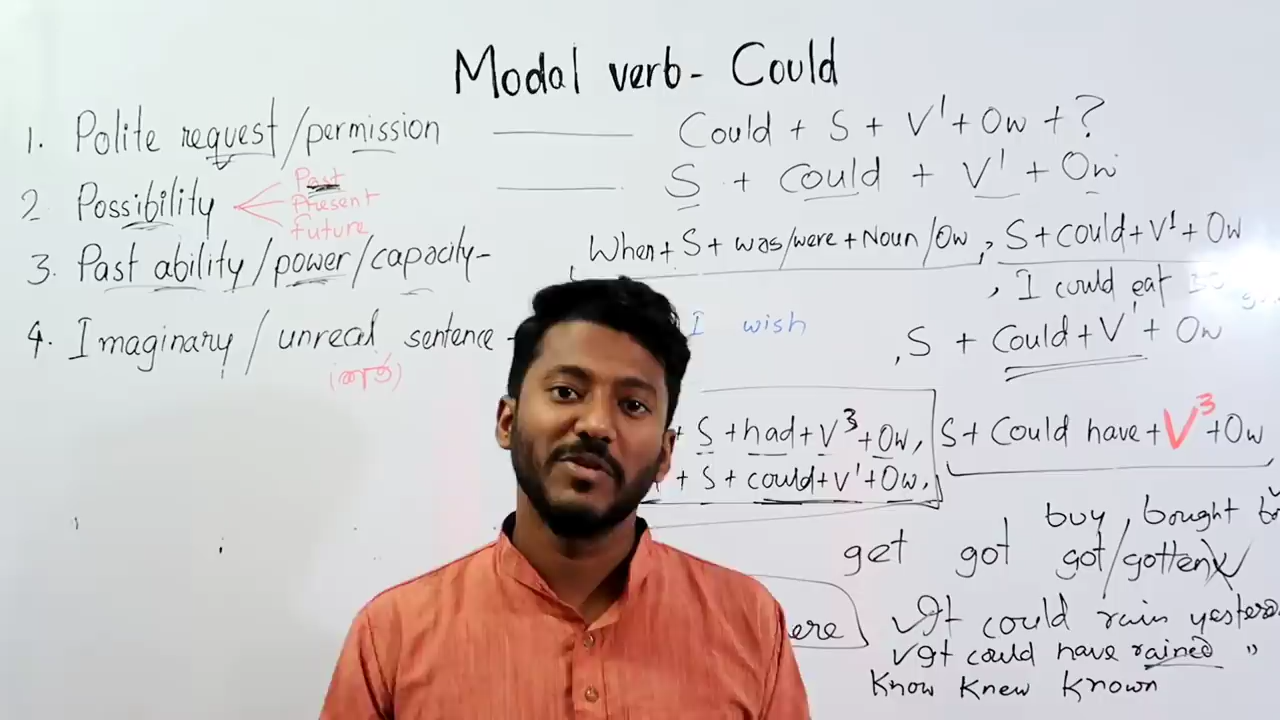 Modal verb- Could
1. Polite request/permission Could + S + V¹ + Ow + ?
2. Possibility Past S + could + V¹ + Ow
Present
Future
3. Past ability/power/capacity- When + S + was/were + Noun/Ow, S + could + V¹ + Ow
, I could eat
4. Imaginary/unreal sentence - I wish , S + Could + V¹ + Ow
+ S + had + V³ + Ow, S + Could have + V³ + Ow
+ S + could + V¹ + Ow,
buy, bought
get got got/gotten
ere It could rain
It could have rained "
Know Knew Known